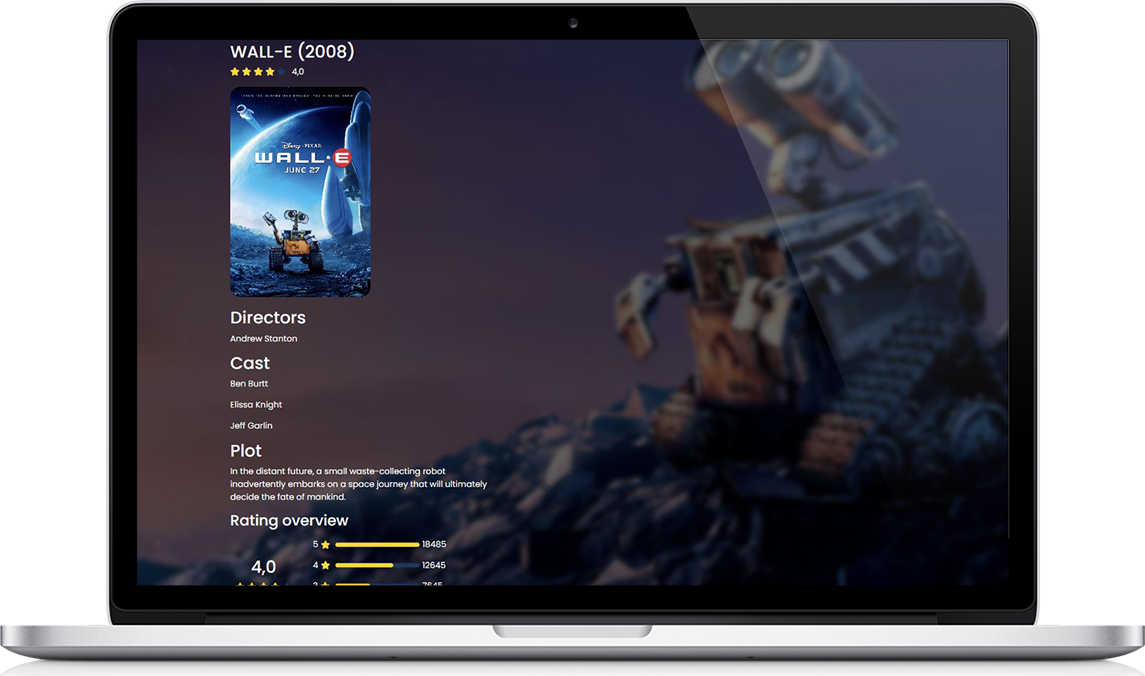 WALL-E (2008)
4,0
Disney · PIXAR
WALL·E
JUNE 27
Directors
Andrew Stanton
Cast
Ben Burtt
Elissa Knight
Jeff Garlin
Plot
In the distant future, a small waste-collecting robot
inadvertently embarks on a space journey that will ultimately
decide the fate of mankind.
Rating overview
5 18485
4,0
4 12645
3 7645